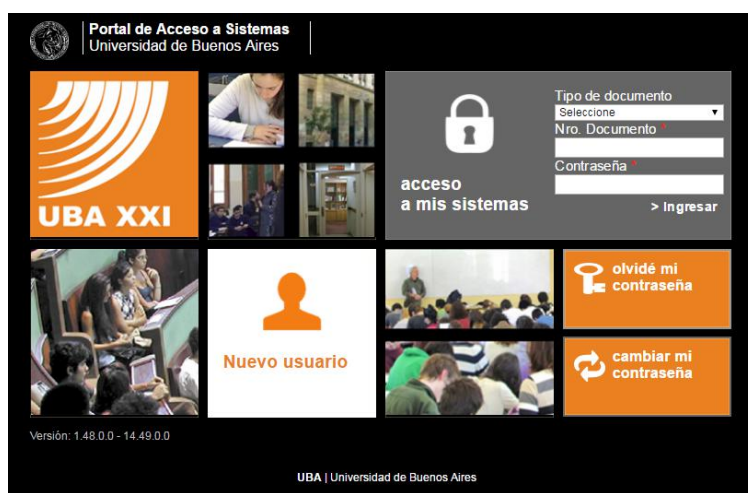 Portal de Acceso a Sistemas
Universidad de Buenos Aires
UBA XXI
acceso
a mis sistemas
Tipo de documento
Seleccione
Nro. Documento *
Contraseña *
> Ingresar
Nuevo usuario
olvidé mi
contraseña
cambiar mi
contraseña
Versión: 1.48.0.0 - 14.49.0.0
UBA | Universidad de Buenos Aires